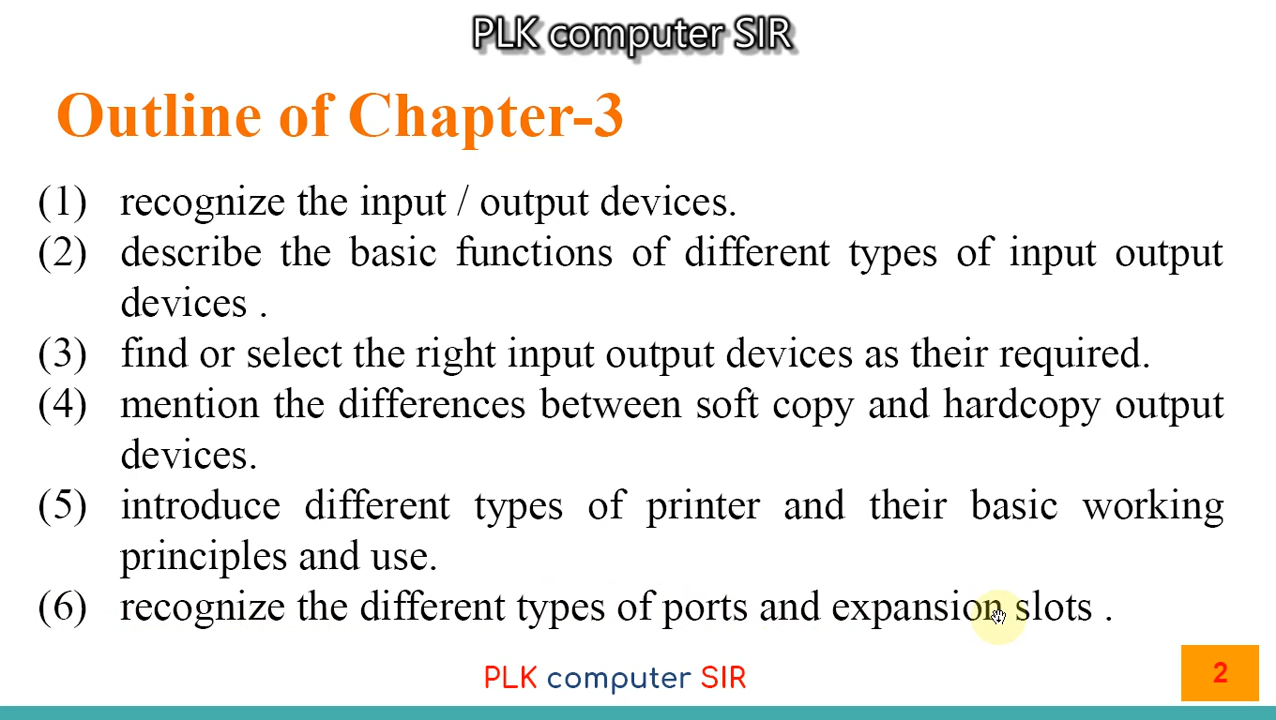 PLK computer SIR
Outline of Chapter-3
(1) recognize the input / output devices.
(2) describe the basic functions of different types of input output
devices .
(3) find or select the right input output devices as their required.
(4) mention the differences between soft copy and hardcopy output
devices.
(5) introduce different types of printer and their basic working
principles and use.
(6) recognize the different types of ports and expansion slots .
PLK computer SIR
2